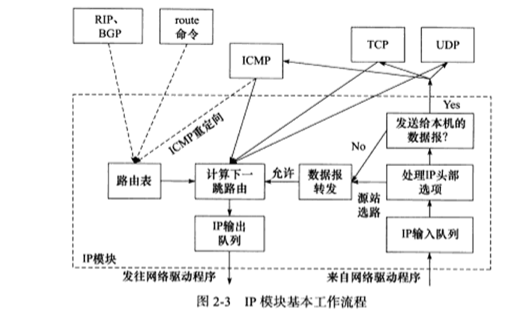 RIP、
BGP
route
命令
ICMP
TCP
UDP
Yes
ICMP重定向
No
发送给本机的
数据报?
路由表
计算下一
跳路由
允许
数据报
转发
源站
选路
处理IP头部
选项
IP输出
队列
IP输入队列
IP模块
发往网络驱动程序
来自网络驱动程序
图 2-3 IP 模块基本工作流程